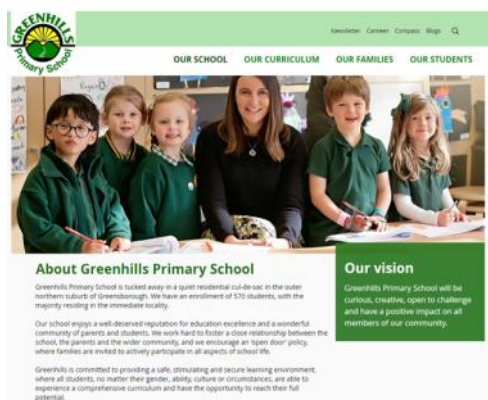 GREENHILLS
Primary School
Newsletter Canteen Compass Blogs
OUR SCHOOL OUR CURRICULUM OUR FAMILIES OUR STUDENTS
About Greenhills Primary School
Greenhills Primary School is tucked away in a quiet residential cul-de-sac in the outer
northern suburb of Greensborough. We have an enrollment of 570 students, with the
majority residing in the immediate locality.
Our school enjoys a well-deserved reputation for education excellence and a wonderful
community of parents and students. We work hard to foster a close relationship between the
school, the parents and the wider community, and we encourage an 'open door' policy,
where families are invited to actively participate in all aspects of school life.
Greenhills is committed to providing a safe, stimulating and secure learning environment,
where all students, no matter their gender, ability, culture or circumstances, are able to
experience a comprehensive curriculum and have the opportunity to reach their full
potential.
Our vision
Greenhills Primary School will be
curious, creative, open to challenge
and have a positive impact on all
members of our community.